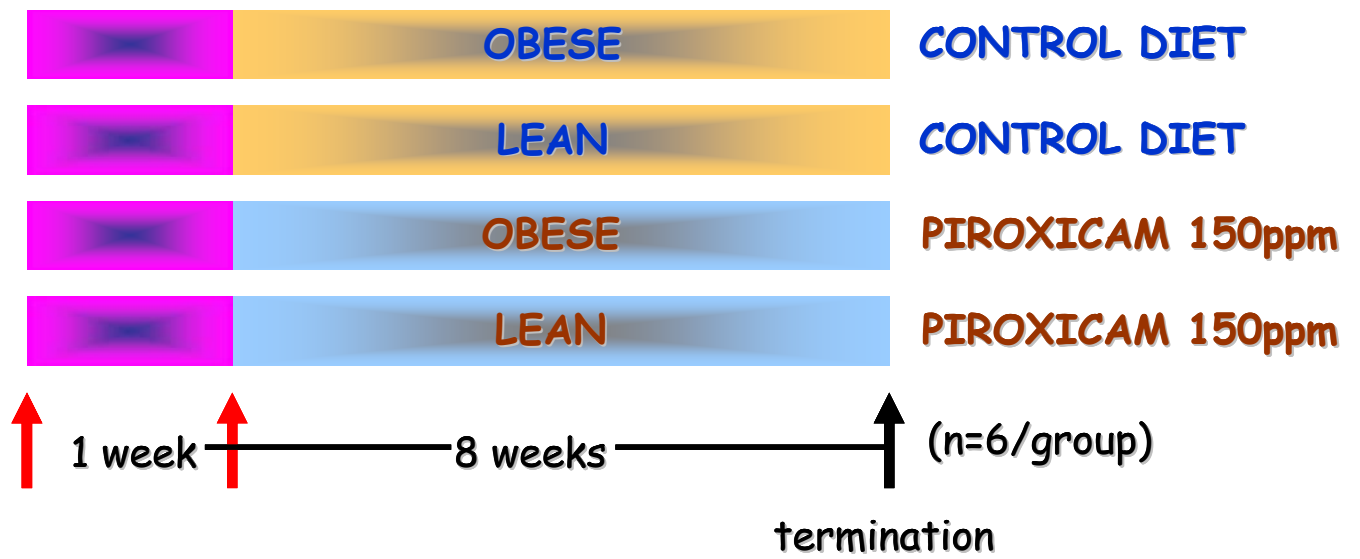 OBESE CONTROL DIET
LEAN CONTROL DIET
OBESE PIROXICAM 150ppm
LEAN PIROXICAM 150ppm
1 week 8 weeks (n=6/group)
termination